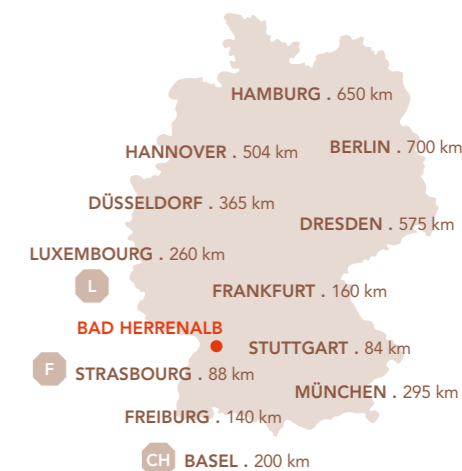 HAMBURG . 650 km
BERLIN . 700 km
HANNOVER . 504 km
DÜSSELDORF . 365 km
DRESDEN . 575 km
LUXEMBOURG . 260 km
L
FRANKFURT . 160 km
BAD HERRENALB
STUTTGART . 84 km
F
STRASBOURG . 88 km
MÜNCHEN . 295 km
FREIBURG . 140 km
CH
BASEL . 200 km